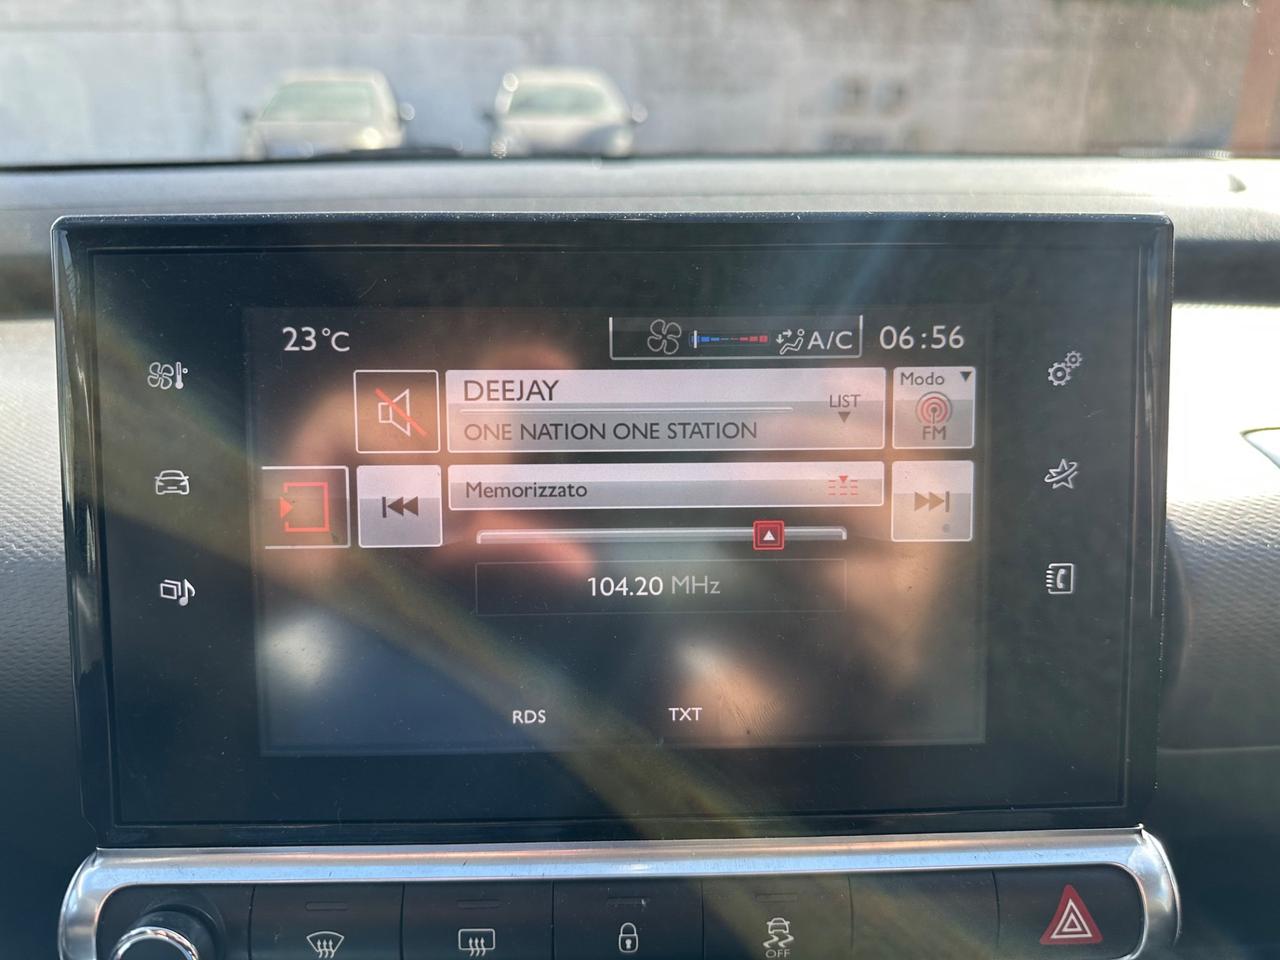 23°C
A/C
06:56
DEEJAY
LIST
Modo
ONE NATION ONE STATION
FM
Memorizzato
104.20 MHz
RDS
TXT
OFF